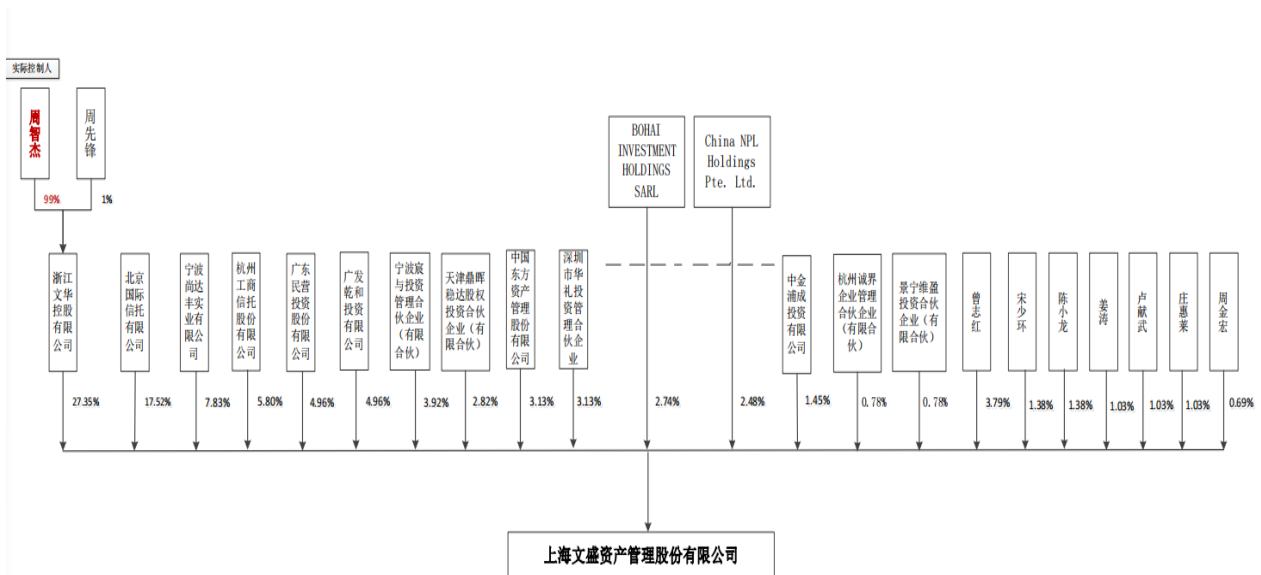 实际控制人
周智杰
周先锋
99%
1%
BOHAI
INVESTMENT
HOLDINGS
SARL
China NPL
Holdings
Pte. Ltd.
浙江
文华
控股
有限
公司
北京
国际
信托
有限
公司
宁波
尚达
丰实
业有
限公
司
杭州
工商
信托
股份
有限
公司
广东
民营
投资
股份
有限
公司
广发
乾和
投资
有限
公司
宁波宸
与投资
管理合
伙企业
(有限
合伙)
天津鼎晖
稳达股权
投资合伙
企业(有
限合伙)
中国
东方
资产
管理
股份
有限
公司
深圳
市华
礼投
资管
理合
伙企
业
中金
浦成
投资
有限
公司
杭州诚界
企业管理
合伙企业
(有限合
伙)
景宁维盈
投资合伙
企业(有
限合伙)
曾志红
宋少环
陈小龙
姜涛
卢献武
庄惠莱
周金宏
27.35%
17.52%
7.83%
5.80%
4.96%
4.96%
3.92%
2.82%
3.13%
3.13%
2.74%
2.48%
1.45%
0.78%
0.78%
3.79%
1.38%
1.38%
1.03%
1.03%
1.03%
0.69%
上海文盛资产管理股份有限公司